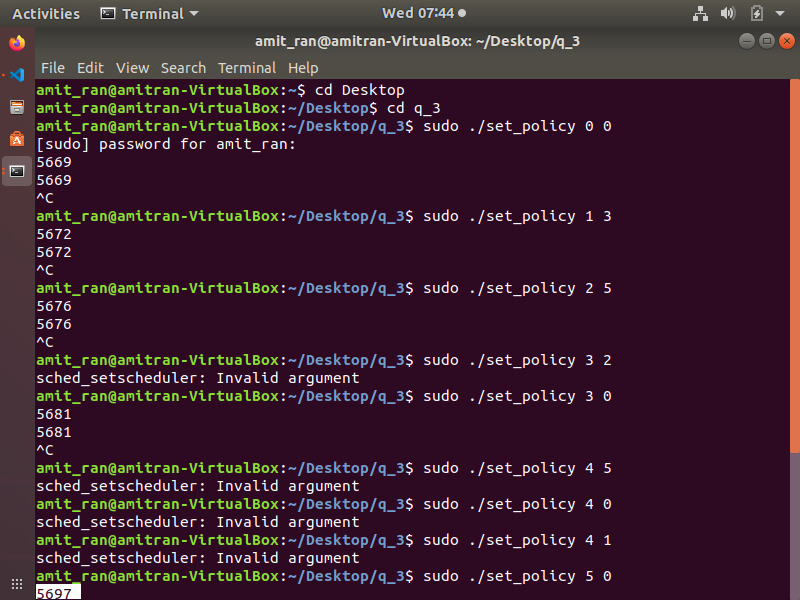 Activities Terminal Wed 07:44
amit_ran@amitran-VirtualBox: ~/Desktop/q_3
File Edit View Search Terminal Help
amit_ran@amitran-VirtualBox:~$ cd Desktop
amit_ran@amitran-VirtualBox:~/Desktop$ cd q_3
amit_ran@amitran-VirtualBox:~/Desktop/q_3$ sudo ./set_policy 0 0
[sudo] password for amit_ran:
5669
5669
^C
amit_ran@amitran-VirtualBox:~/Desktop/q_3$ sudo ./set_policy 1 3
5672
5672
^C
amit_ran@amitran-VirtualBox:~/Desktop/q_3$ sudo ./set_policy 2 5
5676
5676
^C
amit_ran@amitran-VirtualBox:~/Desktop/q_3$ sudo ./set_policy 3 2
sched_setscheduler: Invalid argument
amit_ran@amitran-VirtualBox:~/Desktop/q_3$ sudo ./set_policy 3 0
5681
5681
^C
amit_ran@amitran-VirtualBox:~/Desktop/q_3$ sudo ./set_policy 4 5
sched_setscheduler: Invalid argument
amit_ran@amitran-VirtualBox:~/Desktop/q_3$ sudo ./set_policy 4 0
sched_setscheduler: Invalid argument
amit_ran@amitran-VirtualBox:~/Desktop/q_3$ sudo ./set_policy 4 1
sched_setscheduler: Invalid argument
amit_ran@amitran-VirtualBox:~/Desktop/q_3$ sudo ./set_policy 5 0
5697